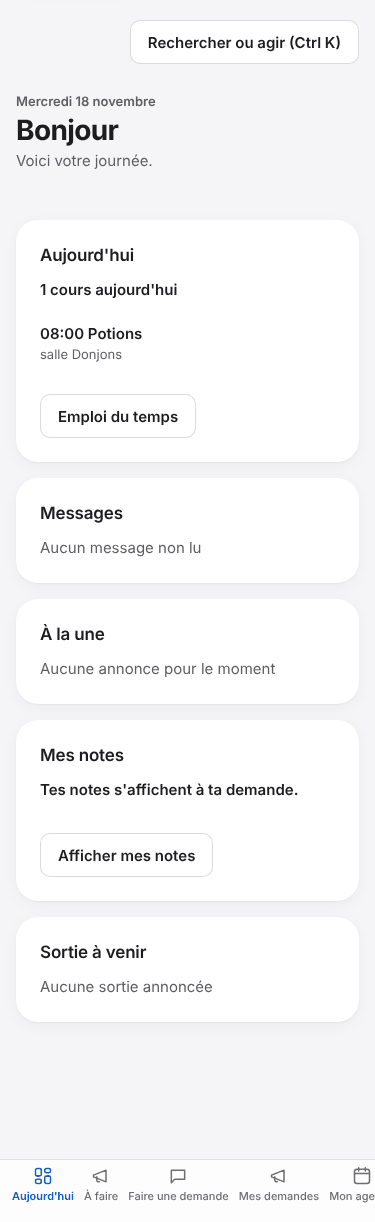 Rechercher ou agir (Ctrl K)
Mercredi 18 novembre
Bonjour
Voici votre journée.
Aujourd'hui
1 cours aujourd'hui
08:00 Potions
salle Donjons
Emploi du temps
Messages
Aucun message non lu
À la une
Aucune annonce pour le moment
Mes notes
Tes notes s'affichent à ta demande.
Afficher mes notes
Sortie à venir
Aucune sortie annoncée
Aujourd'hui À faire Faire une demande Mes demandes Mon age